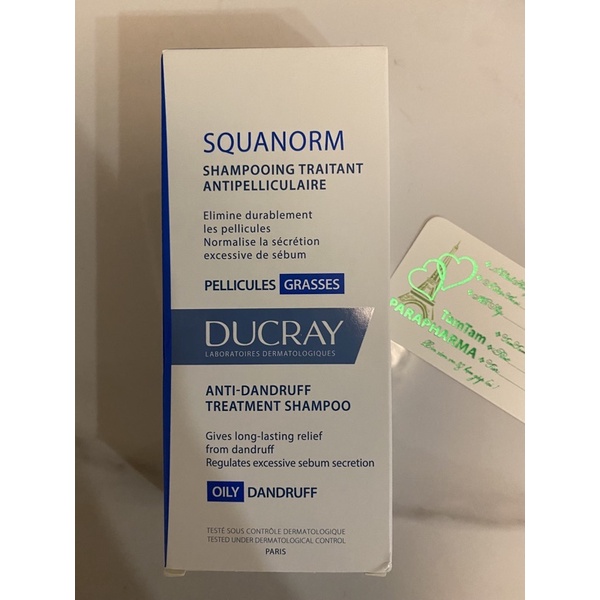 SQUANORM
SHAMPOOING TRAITANT
ANTIPELLICULAIRE
Elimine durablement
les pellicules
Normalise la sécrétion
excessive de sébum
PELLICULES GRASSES
DUCRAY
LABORATOIRES DERMATOLOGIQUES
ANTI-DANDRUFF
TREATMENT SHAMPOO
Gives long-lasting relief
from dandruff
Regulates excessive sebum secretion
OILY DANDRUFF
TESTÉ SOUS CONTRÔLE DERMATOLOGIQUE
TESTED UNDER DERMATOLOGICAL CONTROL
PARIS
TamTam
PARAPHARMA